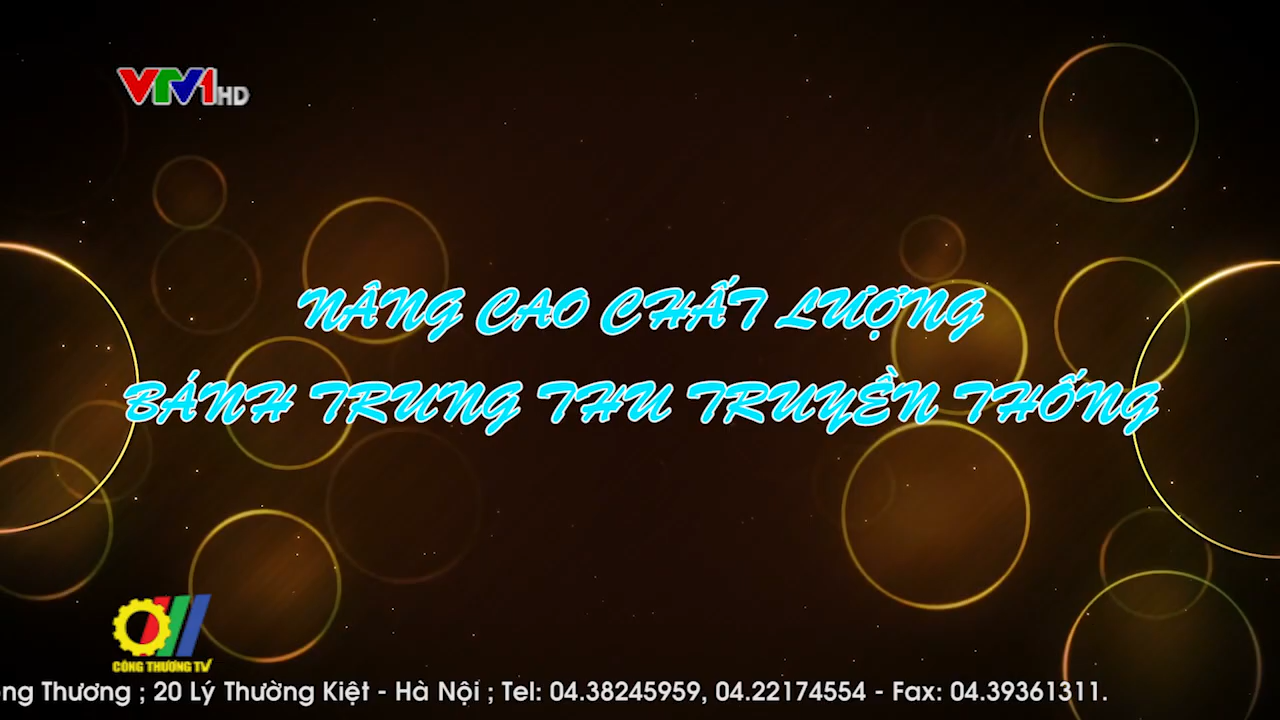 VTV1 HD
NÂNG CAO CHẤT LƯỢNG
BÁNH TRUNG THU TRUYỀN THỐNG
CÔNG THƯƠNG TV
ng Thương ; 20 Lý Thường Kiệt - Hà Nội ; Tel: 04.38245959, 04.22174554 - Fax: 04.39361311.